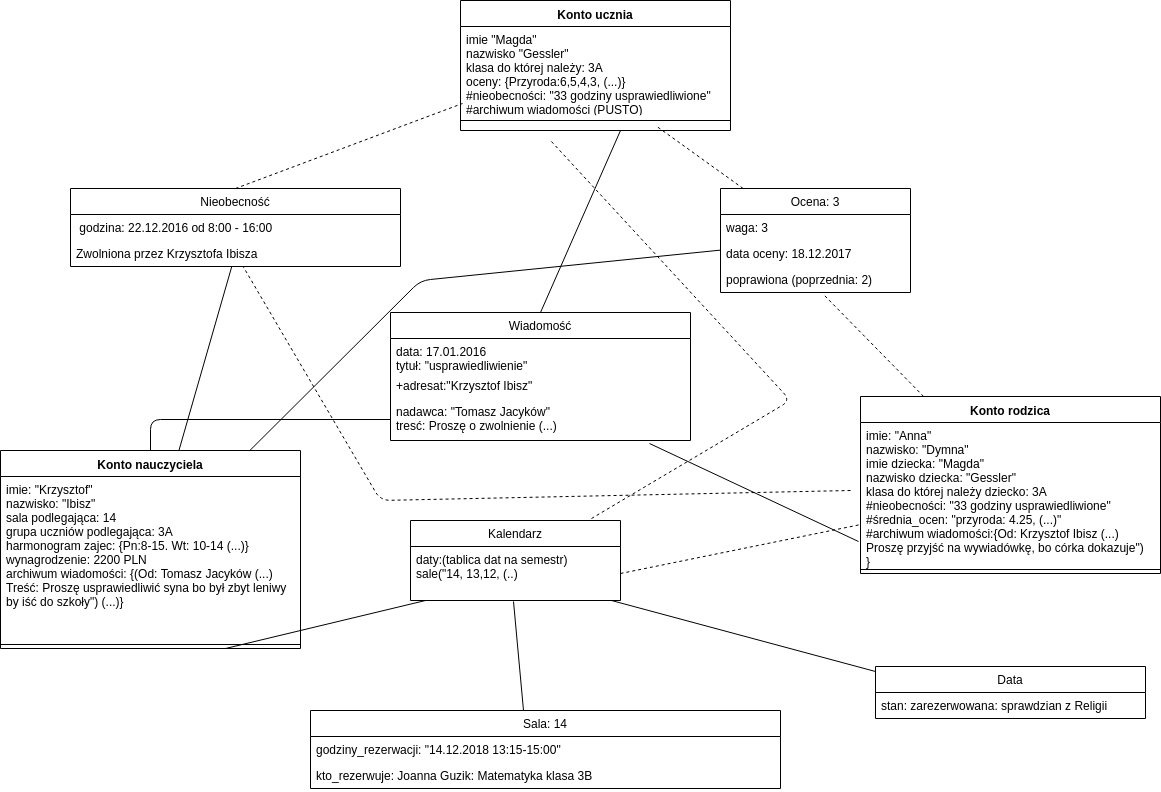 Konto ucznia
imie "Magda"
nazwisko "Gessler"
klasa do której należy: 3A
oceny: {Przyroda:6,5,4,3, (...)}
#nieobecności: "33 godziny usprawiedliwione"
#archiwum wiadomości (PUSTO)
Nieobecność
godzina: 22.12.2016 od 8:00 - 16:00
Zwolniona przez Krzysztofa Ibisza
Ocena: 3
waga: 3
data oceny: 18.12.2017
poprawiona (poprzednia: 2)
Wiadomość
data: 17.01.2016
tytuł: "usprawiedliwienie"
+adresat:"Krzysztof Ibisz"
nadawca: "Tomasz Jacyków"
tresć: Proszę o zwolnienie (...)
Konto rodzica
imie: "Anna"
nazwisko: "Dymna"
imie dziecka: "Magda"
nazwisko dziecka: "Gessler"
klasa do której należy dziecko: 3A
#nieobecności: "33 godziny usprawiedliwione"
#średnia_ocen: "przyroda: 4.25, (...)"
#archiwum wiadomości:{Od: Krzysztof Ibisz (...)
Proszę przyjść na wywiadówkę, bo córka dokazuje")
}
Konto nauczyciela
imie: "Krzysztof"
nazwisko: "Ibisz"
sala podlegająca: 14
grupa uczniów podlegająca: 3A
harmonogram zajec: {Pn:8-15. Wt: 10-14 (...)}
wynagrodzenie: 2200 PLN
archiwum wiadomości: {(Od: Tomasz Jacyków (...)
Treść: Proszę usprawiedliwić syna bo był zbyt leniwy
by iść do szkoły") (...)}
Kalendarz
daty:(tablica dat na semestr)
sale("14, 13,12, (..)
Data
stan: zarezerwowana: sprawdzian z Religii
Sala: 14
godziny_rezerwacji: "14.12.2018 13:15-15:00"
kto_rezerwuje: Joanna Guzik: Matematyka klasa 3B